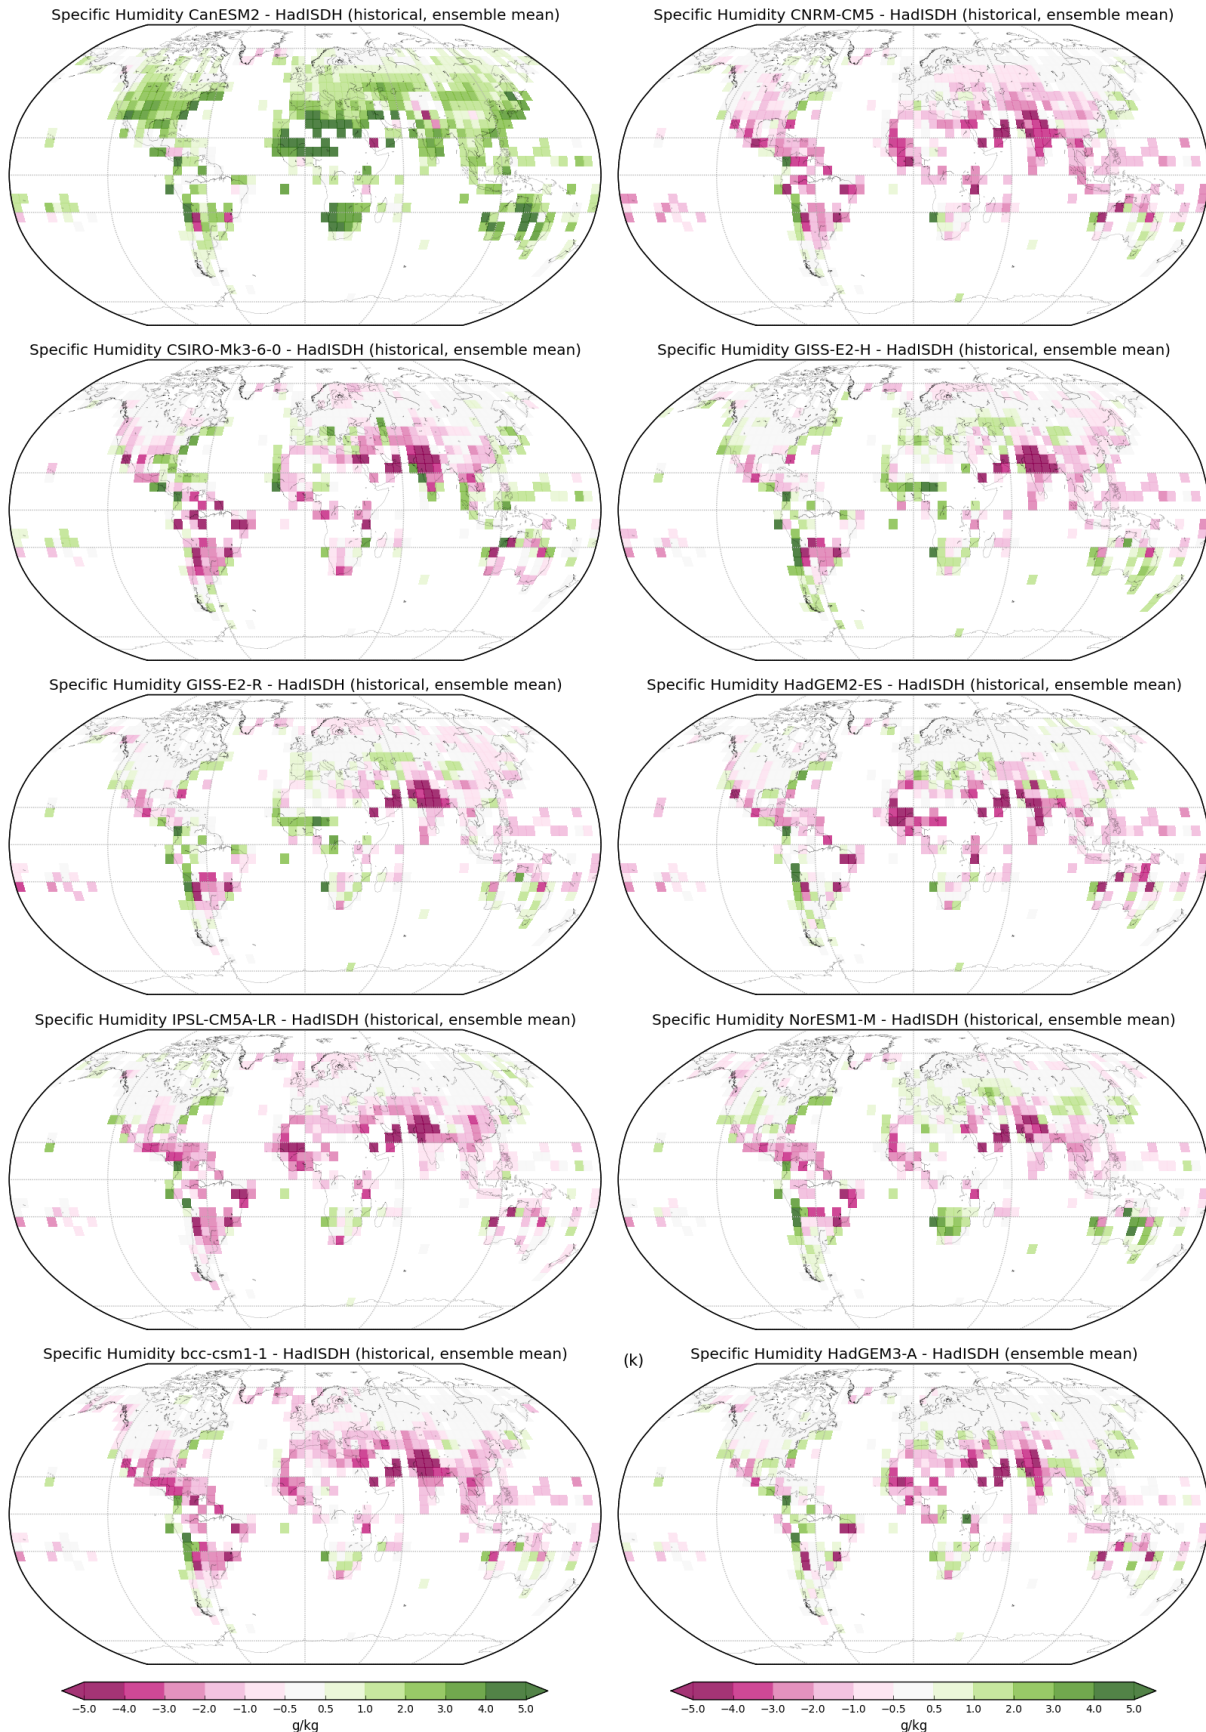 Specific Humidity CanESM2 - HadISDH (historical, ensemble mean)
Specific Humidity CNRM-CM5 - HadISDH (historical, ensemble mean)
Specific Humidity CSIRO-Mk3-6-0 - HadISDH (historical, ensemble mean)
Specific Humidity GISS-E2-H - HadISDH (historical, ensemble mean)
Specific Humidity GISS-E2-R - HadISDH (historical, ensemble mean)
Specific Humidity HadGEM2-ES - HadISDH (historical, ensemble mean)
Specific Humidity IPSL-CM5A-LR - HadISDH (historical, ensemble mean)
Specific Humidity NorESM1-M - HadISDH (historical, ensemble mean)
Specific Humidity bcc-csm1-1 - HadISDH (historical, ensemble mean)
(k) Specific Humidity HadGEM3-A - HadISDH (ensemble mean)
−5.0 −4.0 −3.0 −2.0 −1.0 −0.5 0.5 1.0 2.0 3.0 4.0 5.0
g/kg
−5.0 −4.0 −3.0 −2.0 −1.0 −0.5 0.5 1.0 2.0 3.0 4.0 5.0
g/kg